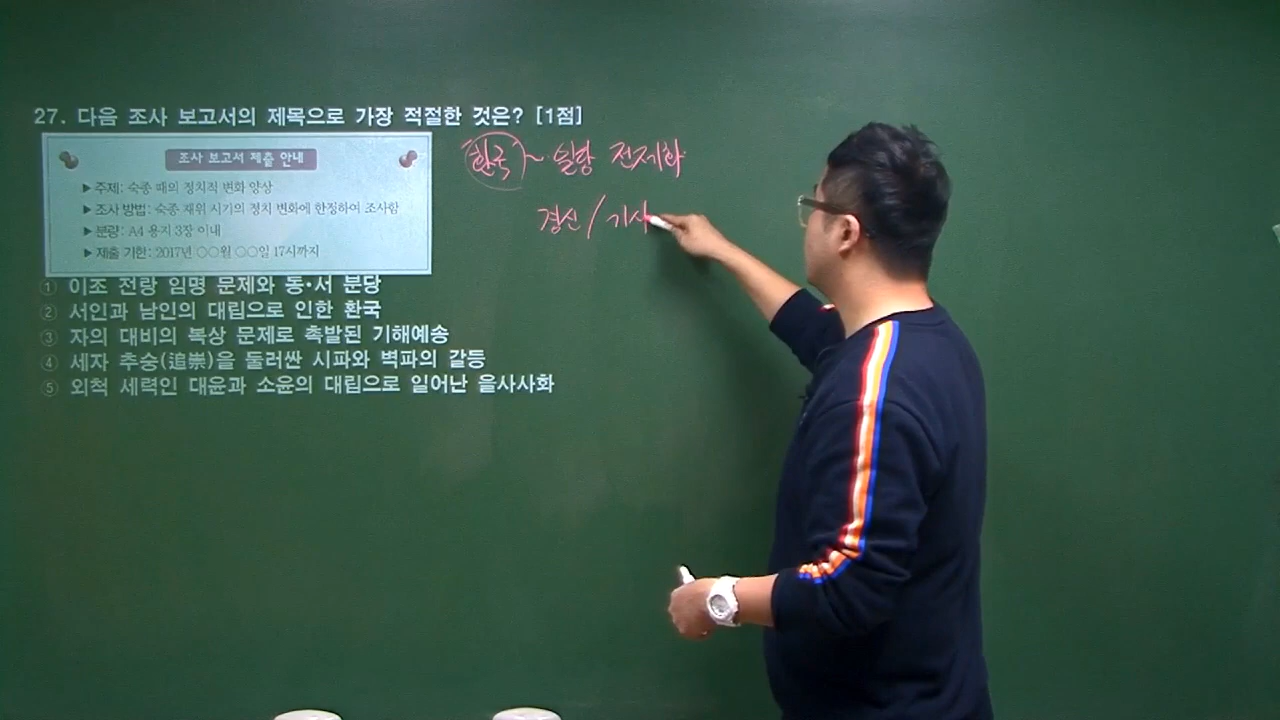 27. 다음 조사 보고서의 제목으로 가장 적절한 것은? [1점]
조사 보고서 제출 안내
▶ 주제: 숙종 때의 정치적 변화 양상
▶ 조사 방법: 숙종 재위 시기의 정치 변화에 한정하여 조사함
▶ 분량: A4 용지 3장 이내
▶ 제출 기한: 2017년 ○○월 ○○일 17시까지
① 이조 전랑 임명 문제와 동·서 분당
② 서인과 남인의 대립으로 인한 환국
③ 자의 대비의 복상 문제로 촉발된 기해예송
④ 세자 추숭(追崇)을 둘러싼 시파와 벽파의 갈등
⑤ 외척 세력인 대윤과 소윤의 대립으로 일어난 을사사화
환국 ~ 일당 전제화
경신 / 기사